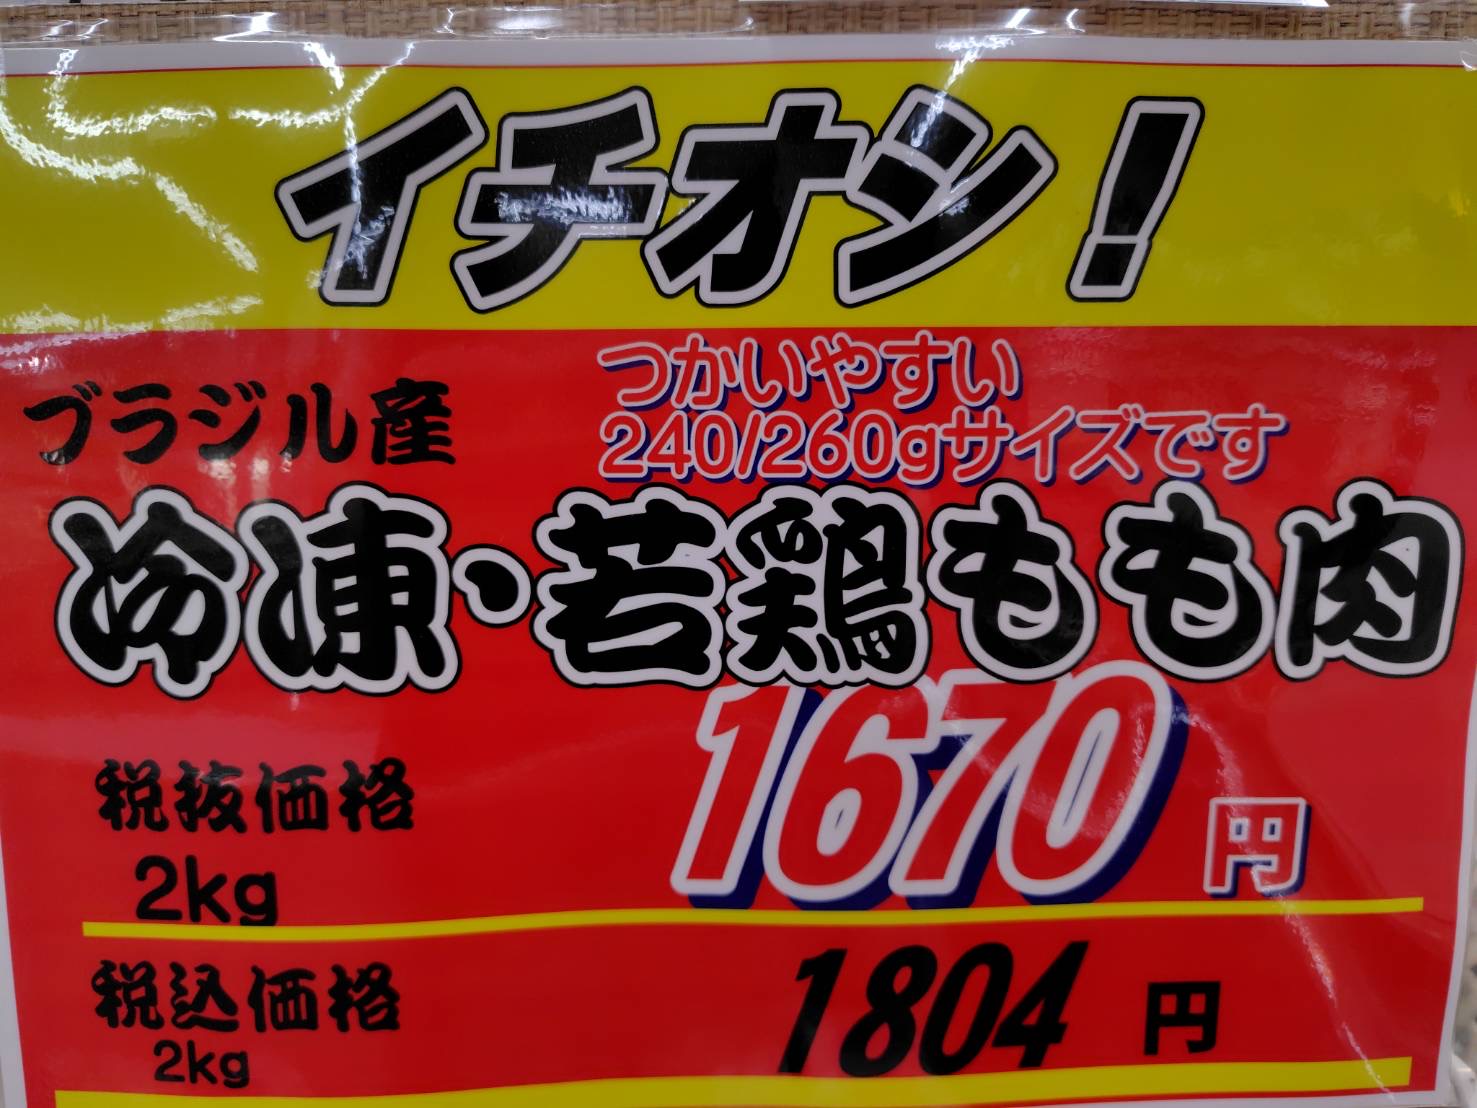 イチオシ！
つかいやすい
240/260gサイズです
ブラジル産
冷凍・若鶏もも肉
税抜価格
2kg
1670 円
税込価格
2kg
1804 円